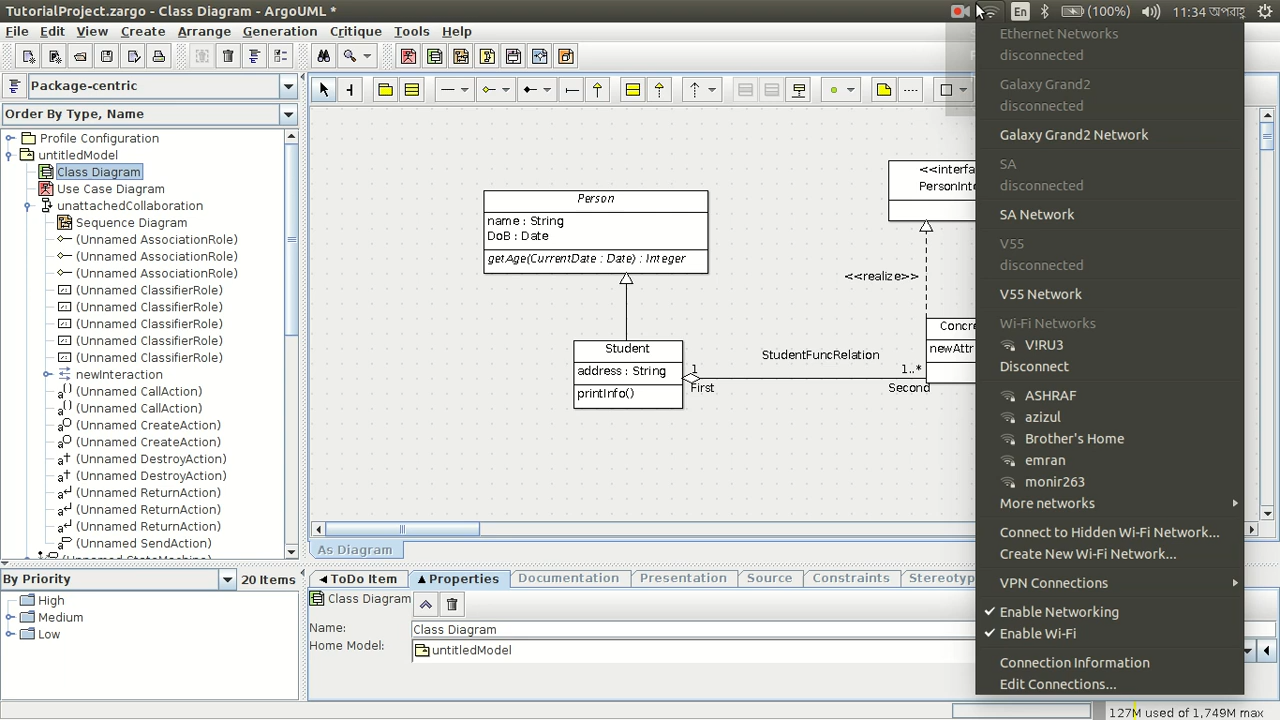 TutorialProject.zargo - Class Diagram - ArgoUML *
En
(100%)
11:34 অপরাহ্ণ
File Edit View Create Arrange Generation Critique Tools Help
Package-centric
Order By Type, Name
Profile Configuration
untitledModel
Class Diagram
Use Case Diagram
unattachedCollaboration
Sequence Diagram
(Unnamed AssociationRole)
(Unnamed AssociationRole)
(Unnamed AssociationRole)
(Unnamed ClassifierRole)
(Unnamed ClassifierRole)
(Unnamed ClassifierRole)
(Unnamed ClassifierRole)
(Unnamed ClassifierRole)
newInteraction
(Unnamed CallAction)
(Unnamed CallAction)
(Unnamed CreateAction)
(Unnamed CreateAction)
(Unnamed DestroyAction)
(Unnamed DestroyAction)
(Unnamed ReturnAction)
(Unnamed ReturnAction)
(Unnamed ReturnAction)
(Unnamed SendAction)
Person
name : String
DoB : Date
getAge(CurrentDate : Date) : Integer
Student
address : String
printInfo()
<<interfa
PersonInt
<<realize>>
Concre
newAttr
StudentFuncRelation
1
1..*
First
Second
As Diagram
By Priority
20 Items
High
Medium
Low
ToDo Item
Properties
Documentation
Presentation
Source
Constraints
Stereotyp
Class Diagram
Name:
Class Diagram
Home Model:
untitledModel
Ethernet Networks
disconnected
Galaxy Grand2
disconnected
Galaxy Grand2 Network
SA
disconnected
SA Network
V55
disconnected
V55 Network
Wi-Fi Networks
V!RU3
Disconnect
ASHRAF
azizul
Brother's Home
emran
monir263
More networks
Connect to Hidden Wi-Fi Network...
Create New Wi-Fi Network...
VPN Connections
Enable Networking
Enable Wi-Fi
Connection Information
Edit Connections...
127M used of 1,749M max